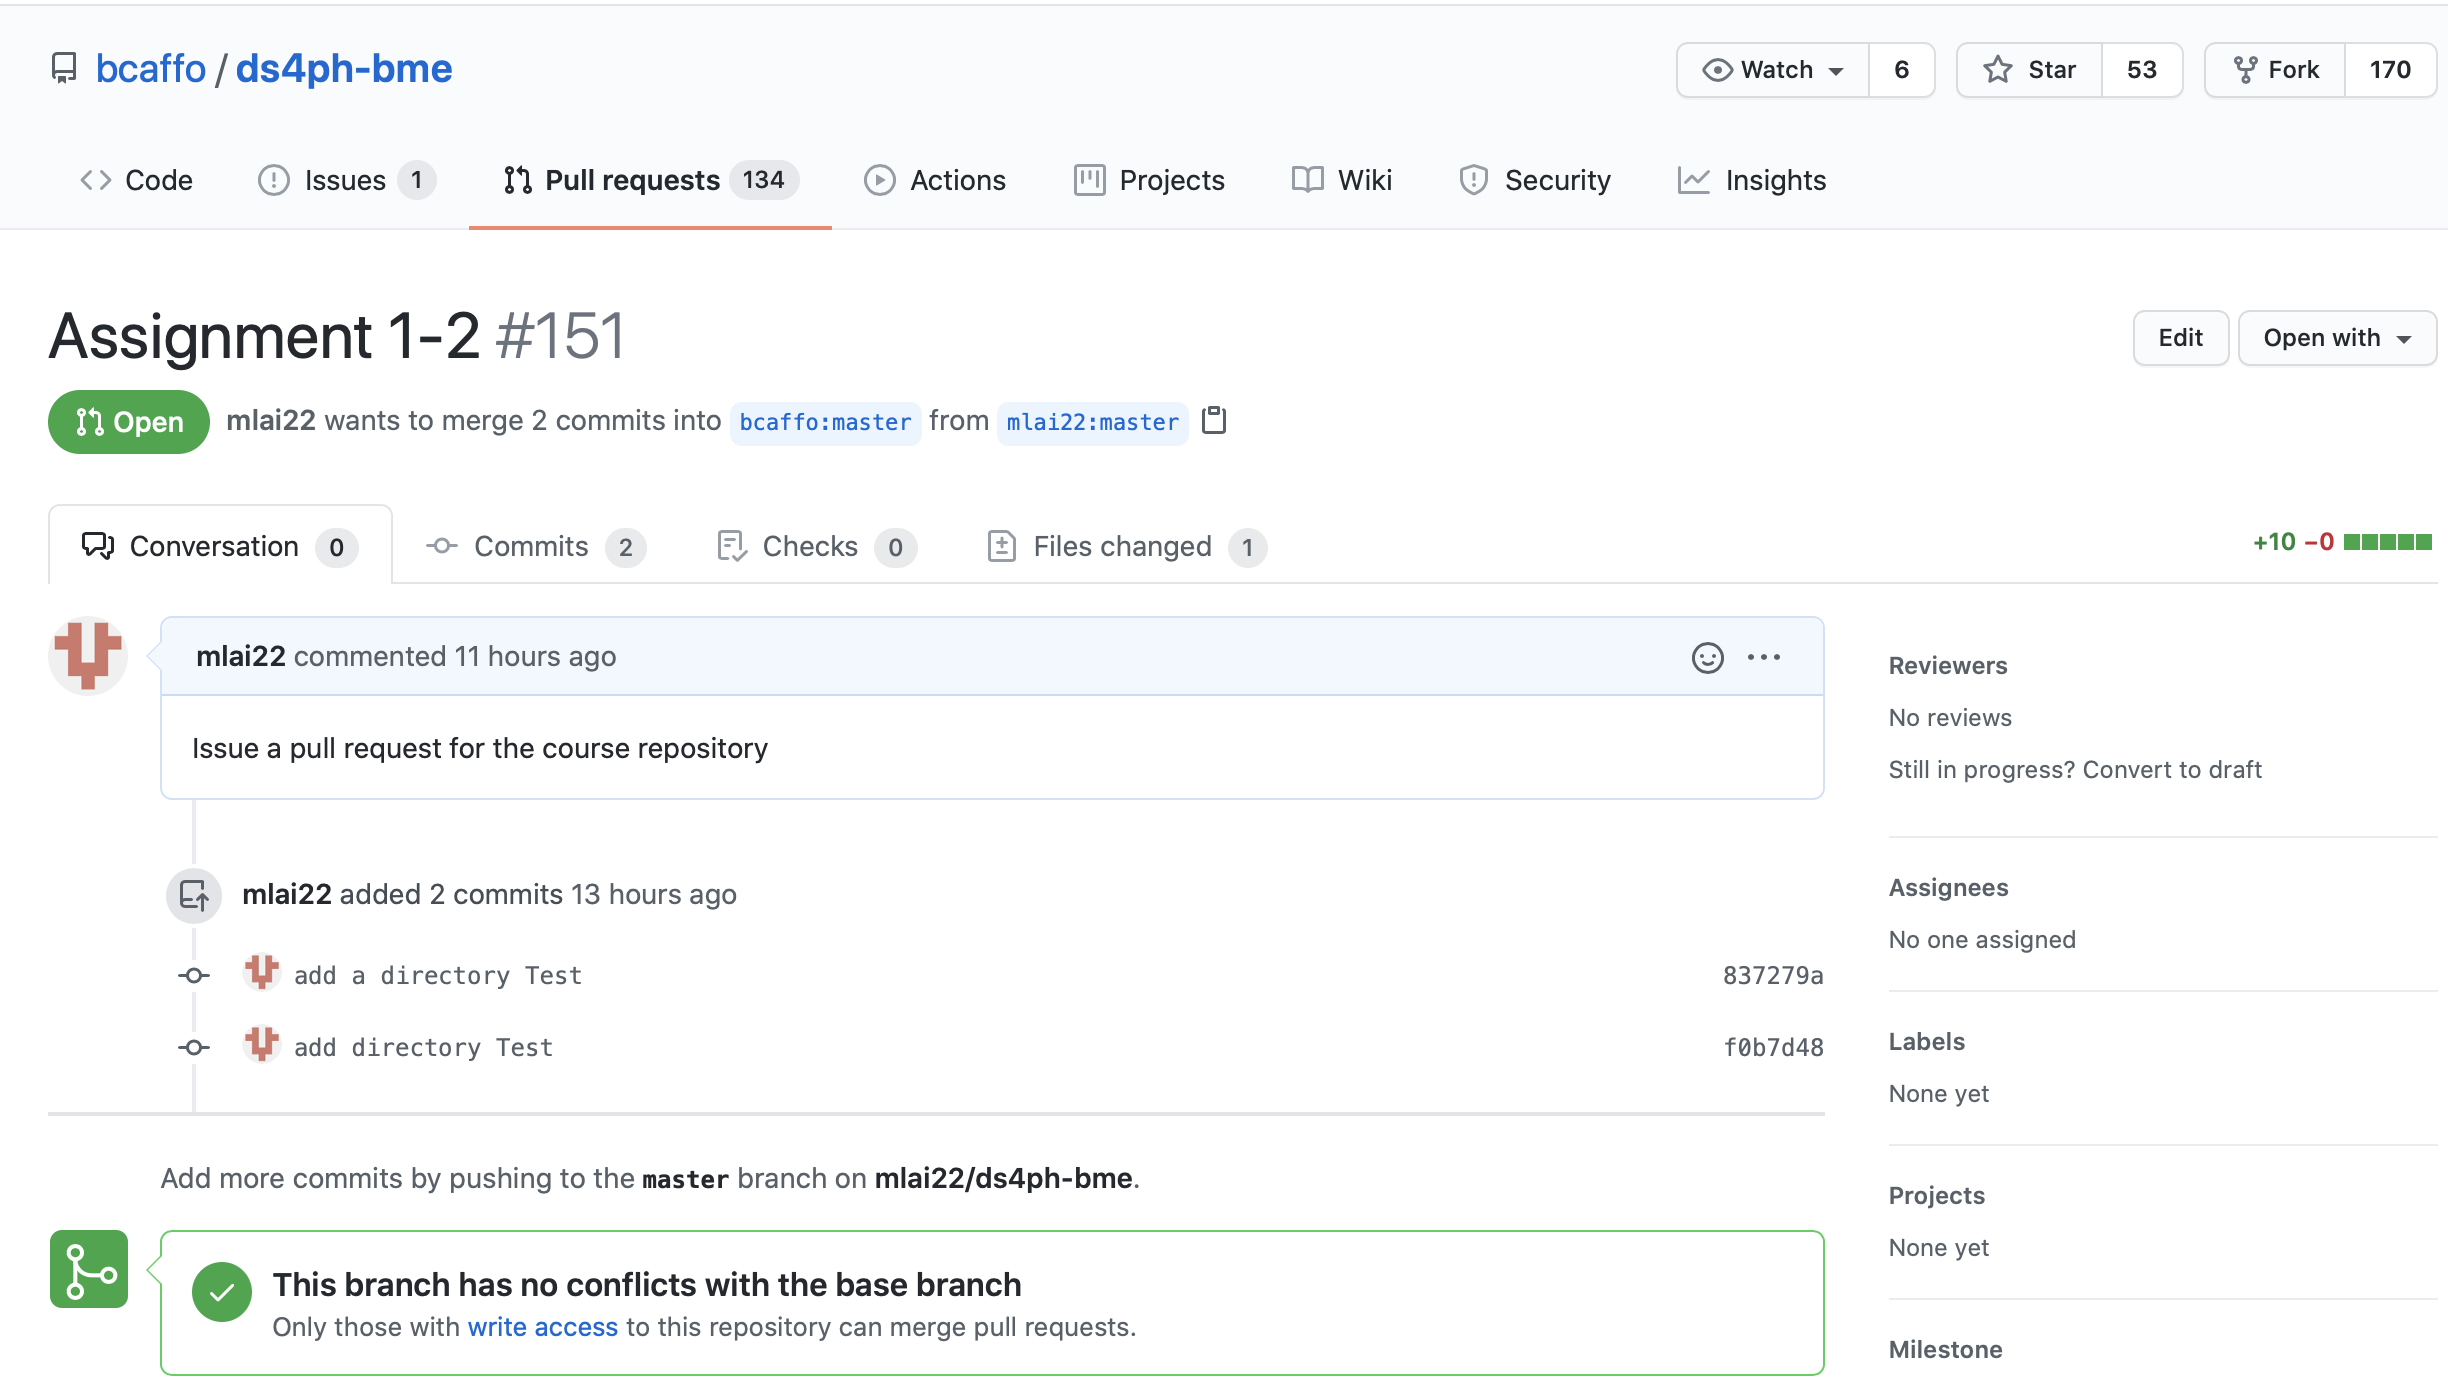 bcaffo / ds4ph-bme
Watch 6 Star 53 Fork 170
Code Issues 1 Pull requests 134 Actions Projects Wiki Security Insights
Assignment 1-2 #151
Edit Open with
Open mlai22 wants to merge 2 commits into bcaffo:master from mlai22:master
Conversation 0 Commits 2 Checks 0 Files changed 1 +10 −0
mlai22 commented 11 hours ago
Issue a pull request for the course repository
mlai22 added 2 commits 13 hours ago
add a directory Test 837279a
add directory Test f0b7d48
Add more commits by pushing to the master branch on mlai22/ds4ph-bme.
This branch has no conflicts with the base branch
Only those with write access to this repository can merge pull requests.
Reviewers
No reviews
Still in progress? Convert to draft
Assignees
No one assigned
Labels
None yet
Projects
None yet
Milestone